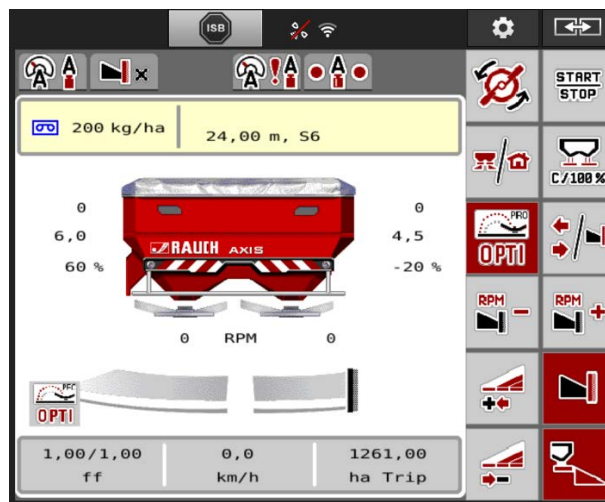 ISB
A A
×
A ! A
A
START
STOP
200 kg/ha
24,00 m, S6
C/100 %
0
0
6,0
4,5
60 %
-20 %
RAUCH AXIS
PRO
OPTI
RPM
RPM
0 RPM 0
OPTI
1,00/1,00
0,0
1261,00
ff
km/h
ha Trip